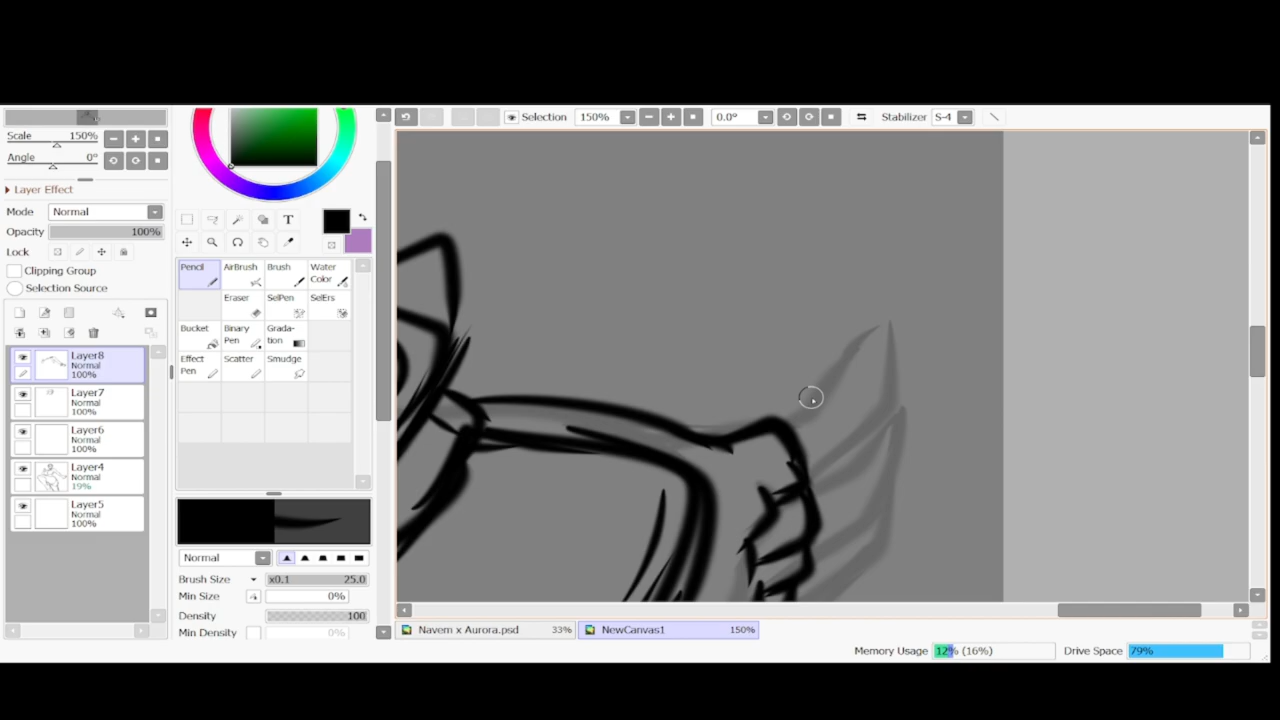 Scale 150%
Angle 0°
Layer Effect
Mode Normal
Opacity 100%
Lock
Clipping Group
Selection Source
Layer8
Normal
100%
Layer7
Normal
100%
Layer6
Normal
100%
Layer4
Normal
19%
Layer5
Normal
100%
T
Pencil AirBrush Brush Water Color
Eraser SelPen SelErs
Bucket Binary Pen Grada-tion
Effect Pen Scatter Smudge
Normal
Brush Size x0.1 25.0
Min Size 0%
Density 100
Min Density 0%
Selection 150% 0.0° Stabilizer S-4
Navem x Aurora.psd 33% NewCanvas1 150%
Memory Usage 12% (16%) Drive Space 79%